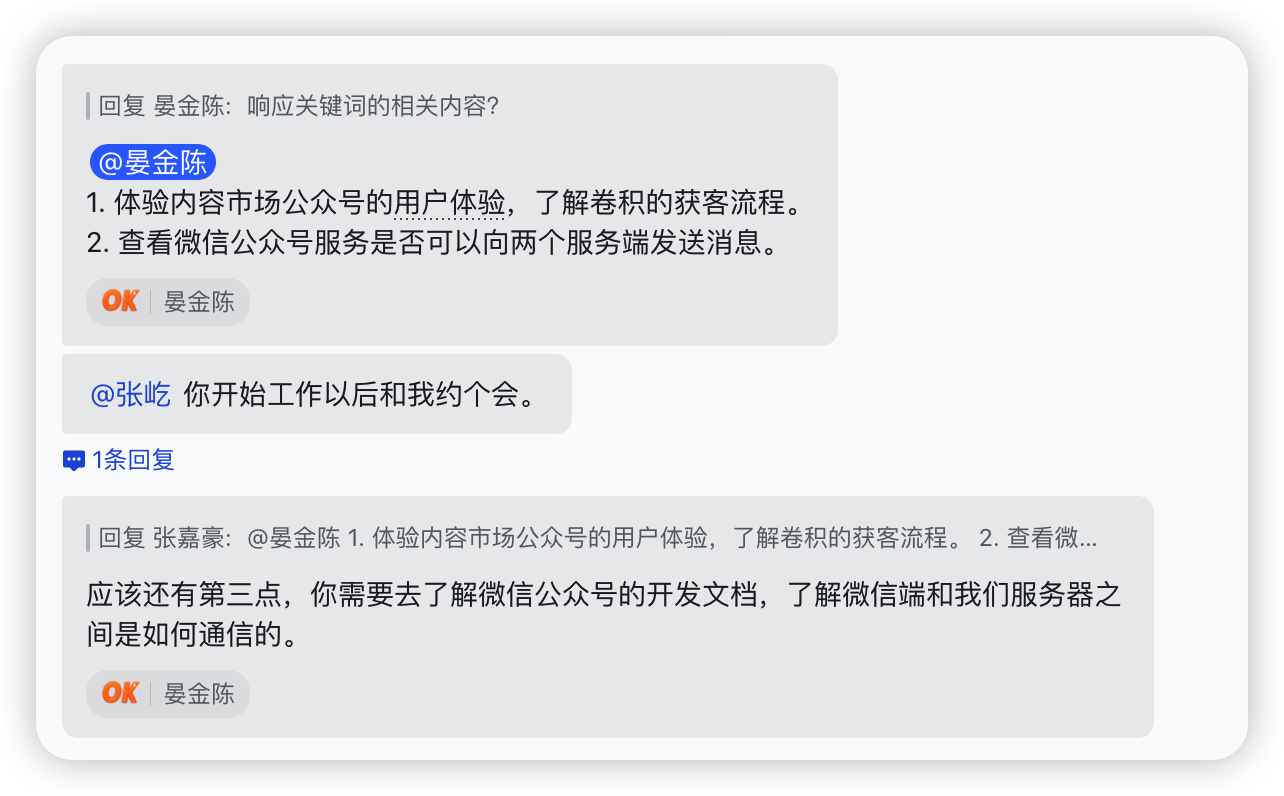 回复 晏金陈: 响应关键词的相关内容?
@晏金陈
1. 体验内容市场公众号的用户体验，了解卷积的获客流程。
2. 查看微信公众号服务是否可以向两个服务端发送消息。
OK 晏金陈
@张屹 你开始工作以后和我约个会。
1条回复
回复 张嘉豪: @晏金陈 1. 体验内容市场公众号的用户体验，了解卷积的获客流程。 2. 查看微...
应该还有第三点，你需要去了解微信公众号的开发文档，了解微信端和我们服务器之
间是如何通信的。
OK 晏金陈